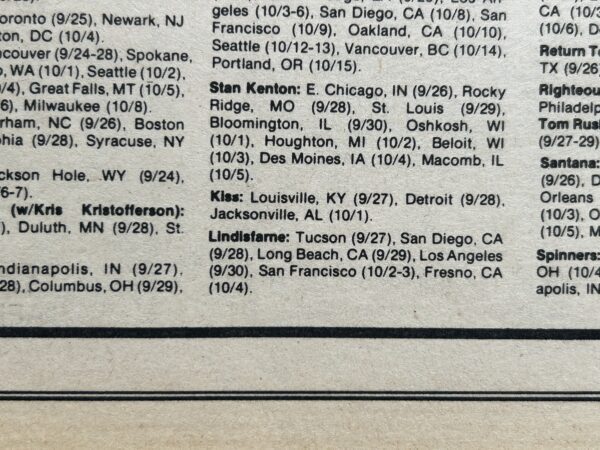 oronto (9/25), Newark, NJ
on, DC (10/4).
couver (9/24-28), Spokane,
, WA (10/1), Seattle (10/2),
/4), Great Falls, MT (10/5),
6), Milwaukee (10/8).
rham, NC (9/26), Boston
phia (9/28), Syracuse, NY
ckson Hole, WY (9/24),
6-7).
(w/Kris Kristofferson):
), Duluth, MN (9/28), St.
ndianapolis, IN (9/27).
28), Columbus, OH (9/29),
geles (10/3-6), San Diego, CA (10/8), San
Francisco (10/9), Oakland, CA (10/10),
Seattle (10/12-13), Vancouver, BC (10/14),
Portland, OR (10/15).
Stan Kenton: E. Chicago, IN (9/26), Rocky
Ridge, MO (9/28), St. Louis (9/29),
Bloomington, IL (9/30), Oshkosh, WI
(10/1), Houghton, MI (10/2), Beloit, WI
(10/3), Des Moines, IA (10/4), Macomb, IL
(10/5).
Kiss: Louisville, KY (9/27), Detroit (9/28).
Jacksonville, AL (10/1).
Lindisfarne: Tucson (9/27), San Diego, CA
(9/28), Long Beach, CA (9/29), Los Angeles
(9/30), San Francisco (10/2-3), Fresno, CA
(10/4).
CA (10/3
(10/6), De
Return To
TX (9/26)
Righteou
Philadelp
Tom Rus
(9/27-29)
Santana:
(9/26), D
Orleans
(10/3), O
(10/5), M
Spinners:
OH (10/4
apolis, IN